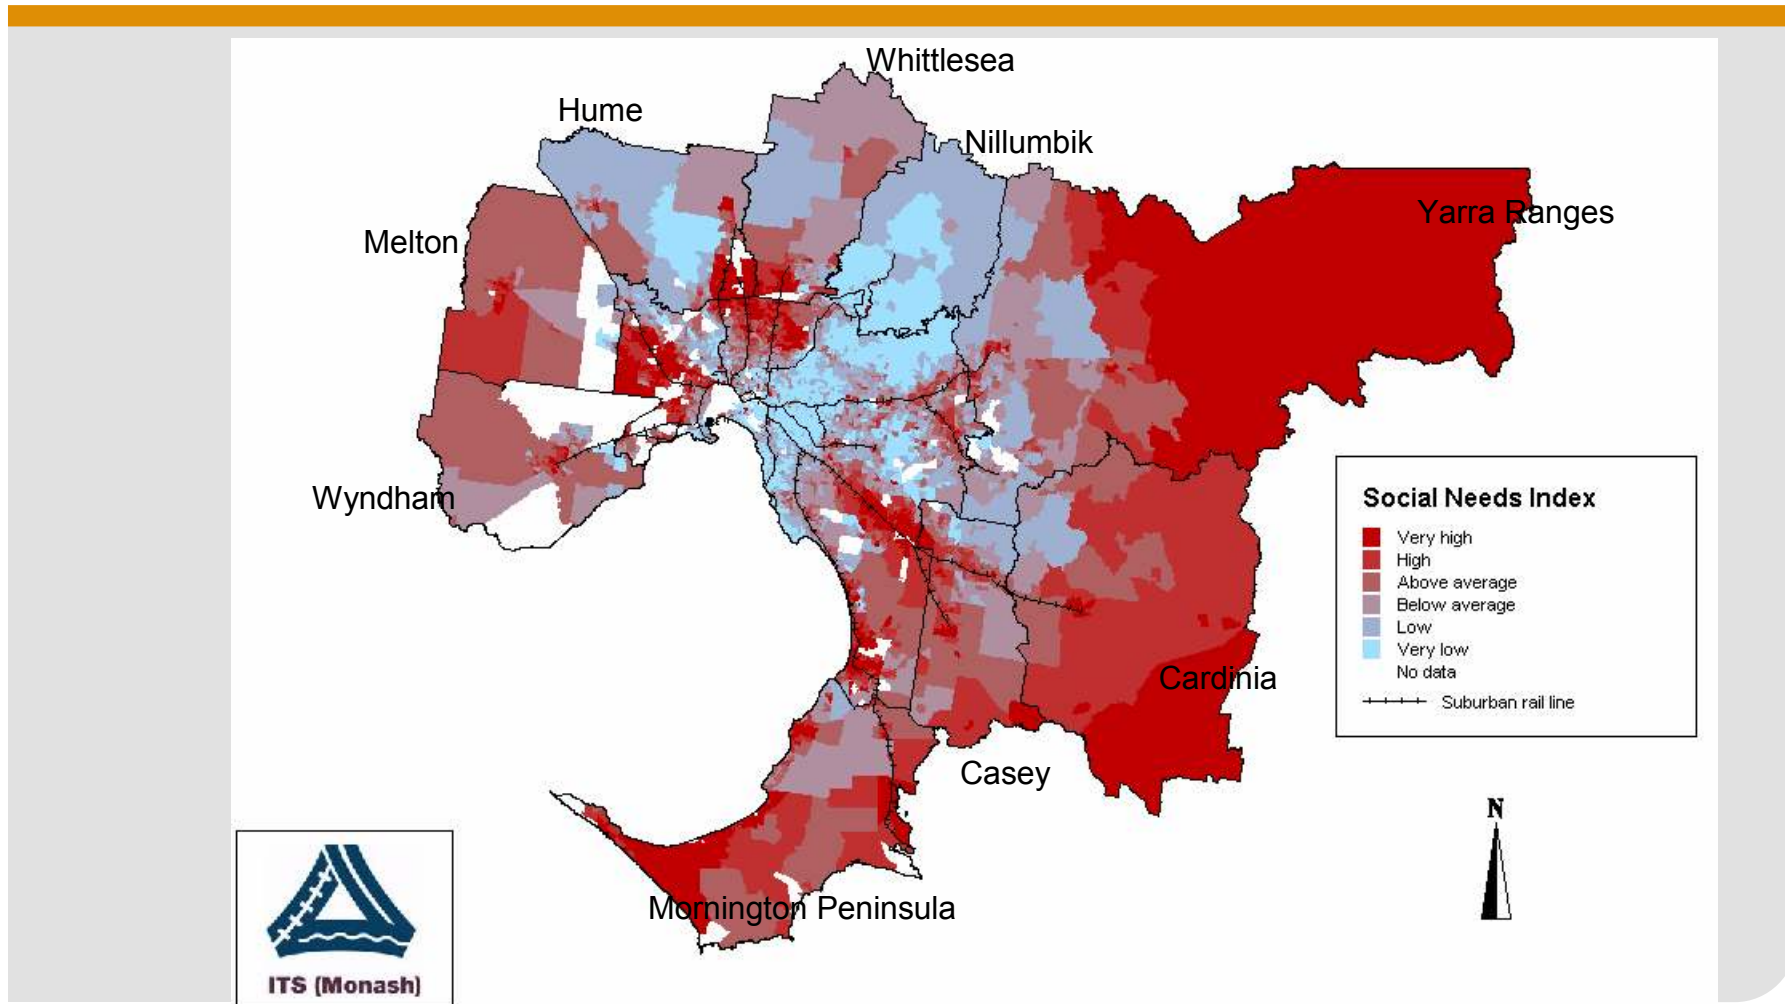 Whittlesea
Hume
Nillumbik
Yarra Ranges
Melton
Wyndham
Social Needs Index
Very high
High
Above average
Below average
Low
Very low
No data
Suburban rail line
Cardinia
Casey
N
Mornington Peninsula
ITS (Monash)